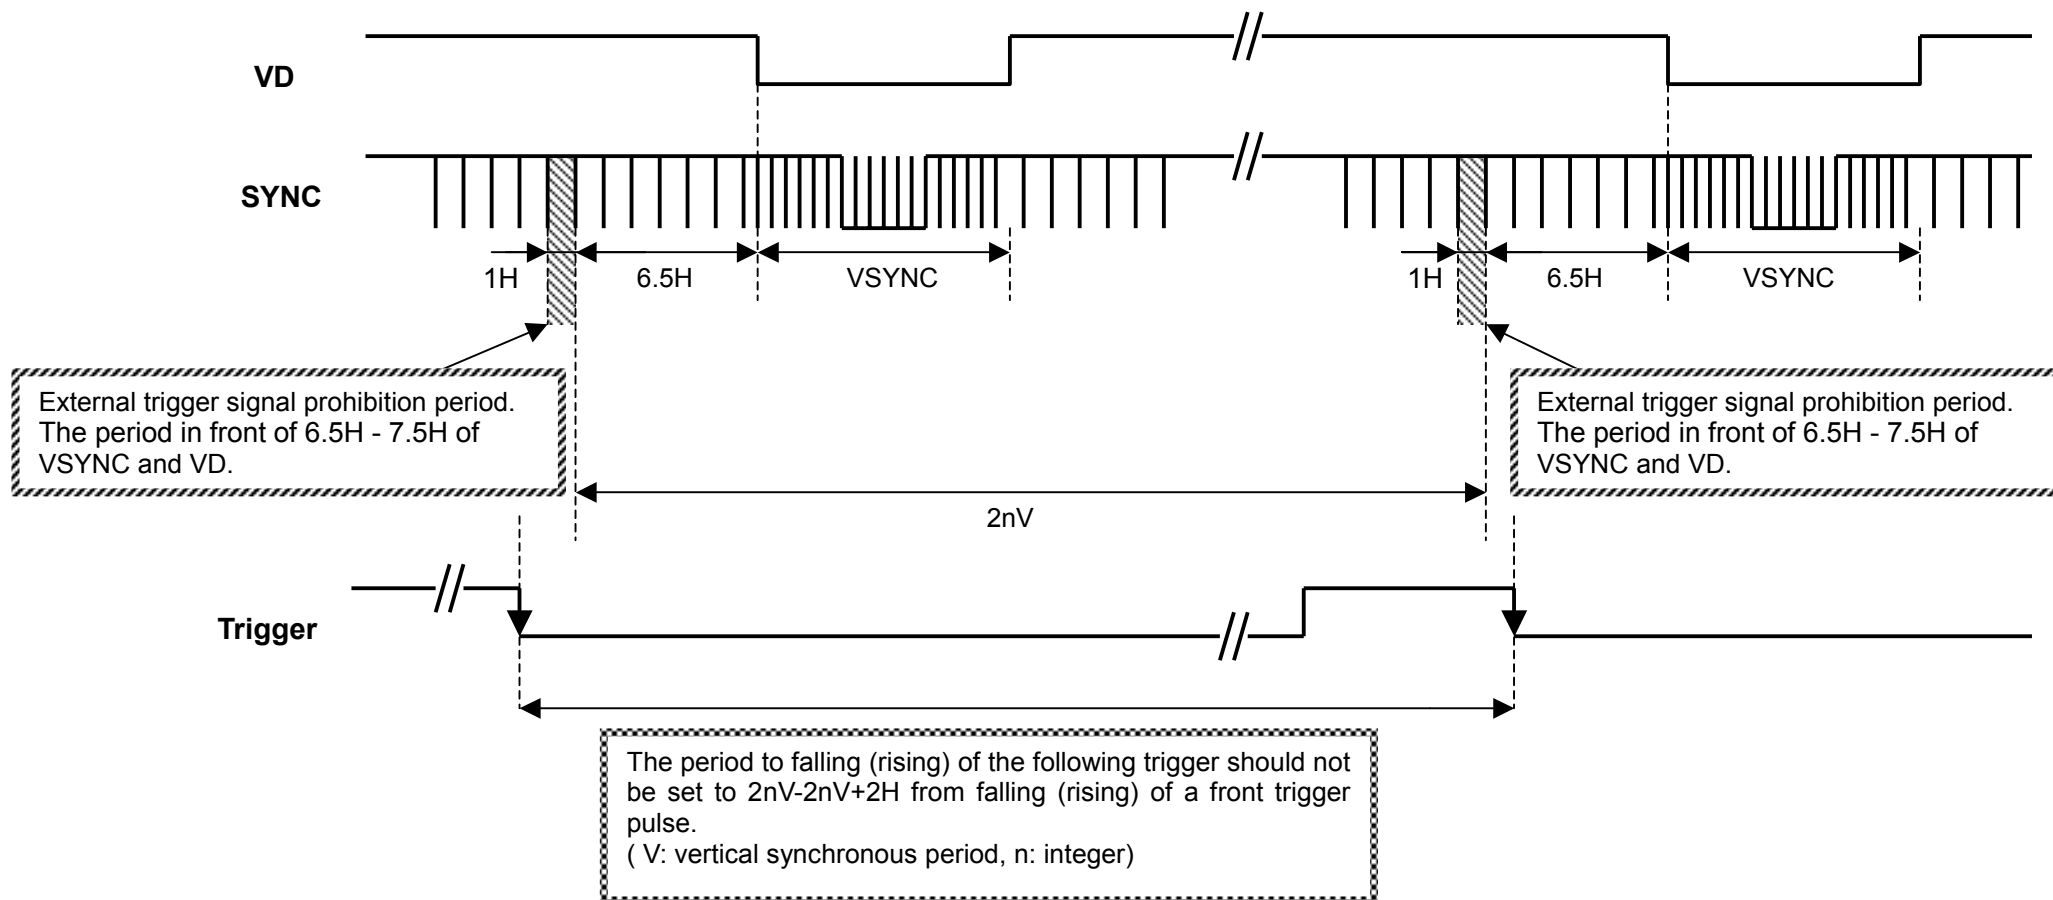 VD
SYNC
1H
6.5H
VSYNC
1H
6.5H
VSYNC
External trigger signal prohibition period.
The period in front of 6.5H - 7.5H of
VSYNC and VD.
External trigger signal prohibition period.
The period in front of 6.5H - 7.5H of
VSYNC and VD.
2nV
Trigger
The period to falling (rising) of the following trigger should not
be set to 2nV-2nV+2H from falling (rising) of a front trigger
pulse.
( V: vertical synchronous period, n: integer)